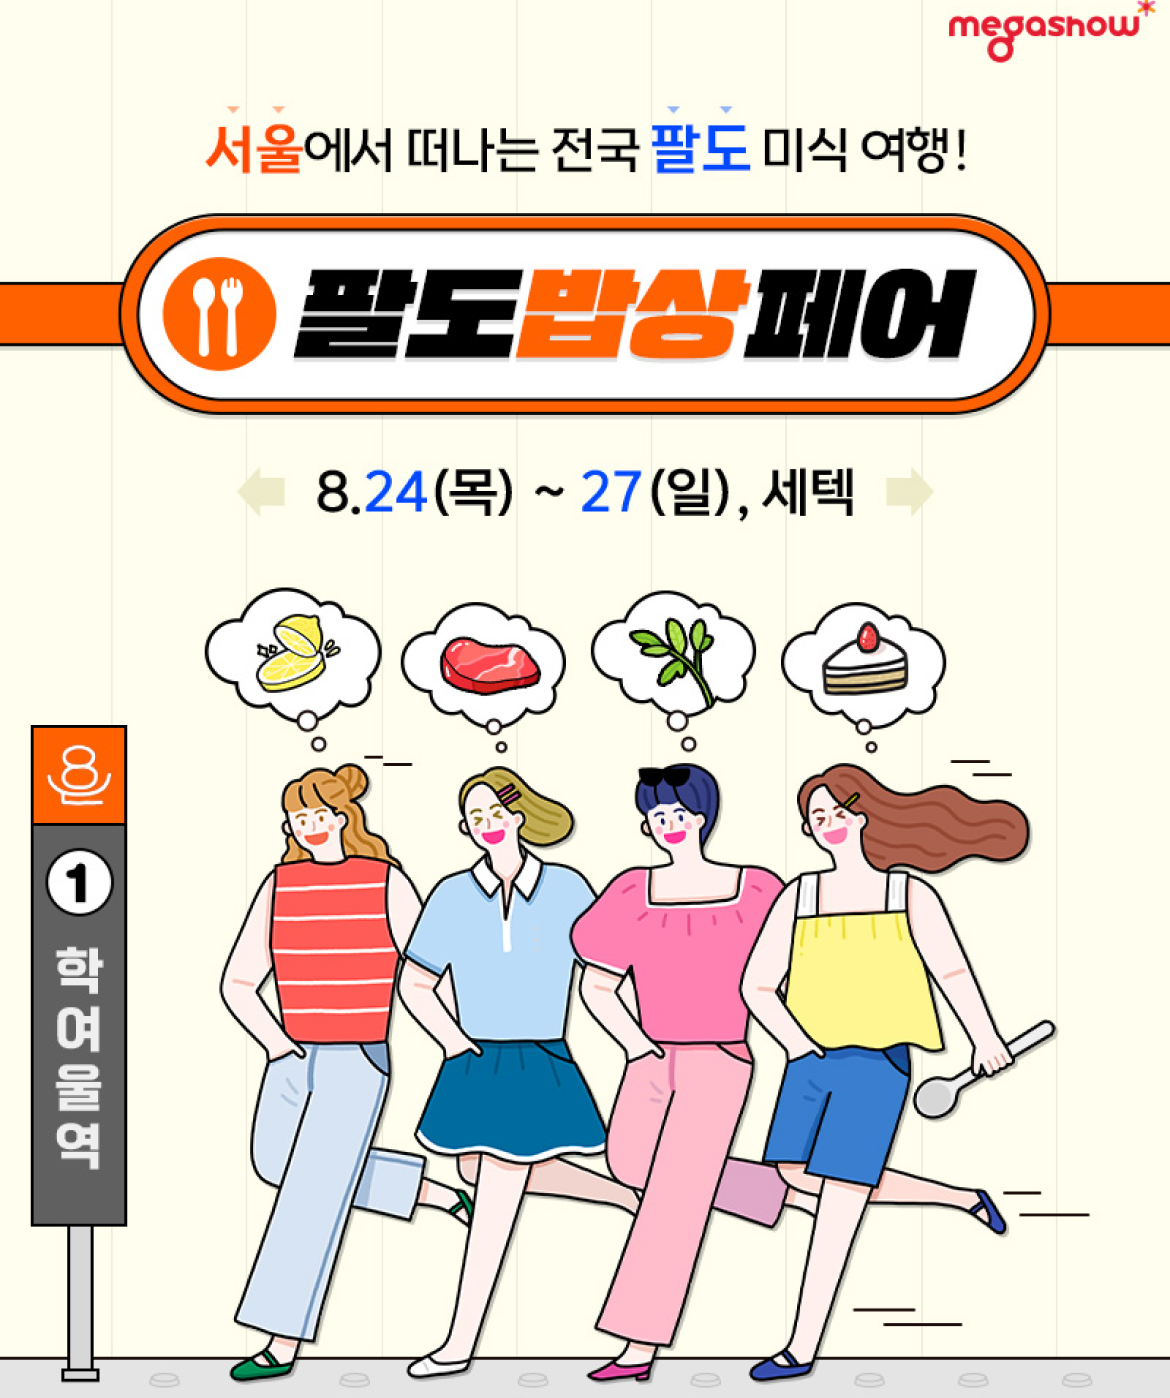 megashow
서울에서 떠나는 전국 팔도 미식 여행!
팔도밥상페어
8.24(목) ~ 27(일), 세텍
1
학여울역